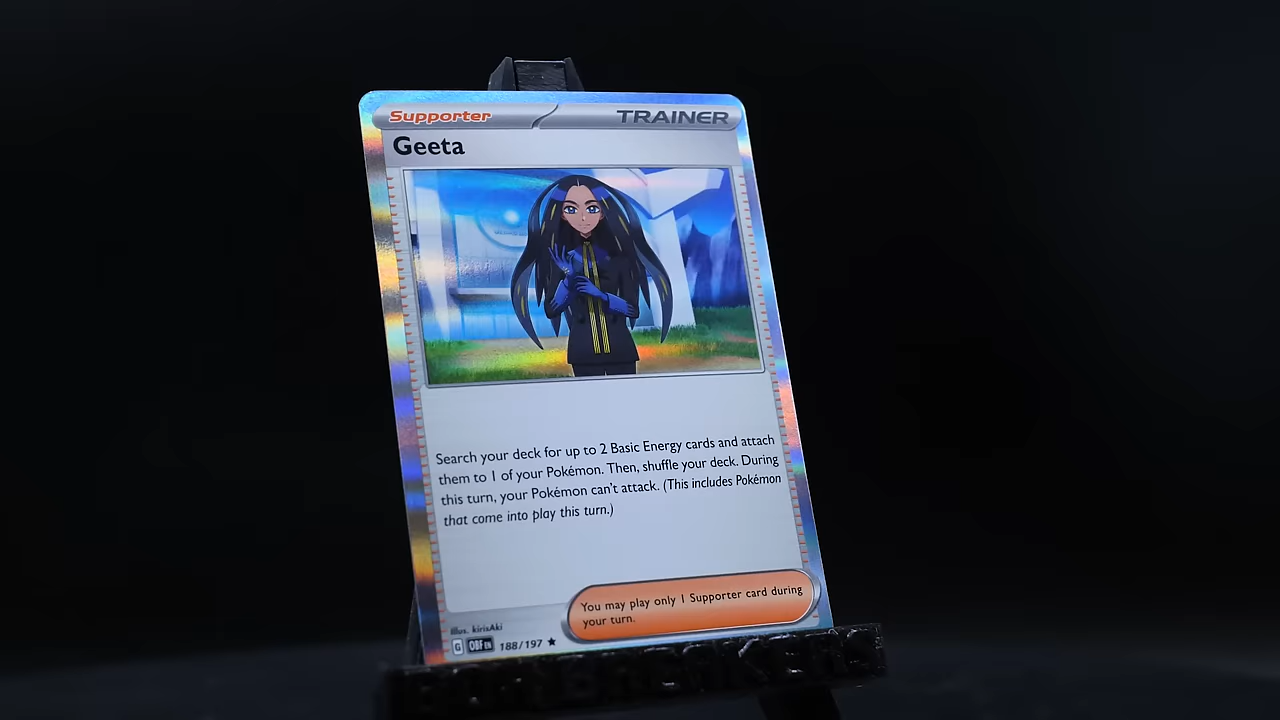 Supporter
TRAINER
Geeta
Search your deck for up to 2 Basic Energy cards and attach
them to 1 of your Pokémon. Then, shuffle your deck. During
this turn, your Pokémon can't attack. (This includes Pokémon
that come into play this turn.)
You may play only 1 Supporter card during
your turn.
Illus. kirisAki
G OBF EN 188/197 ★